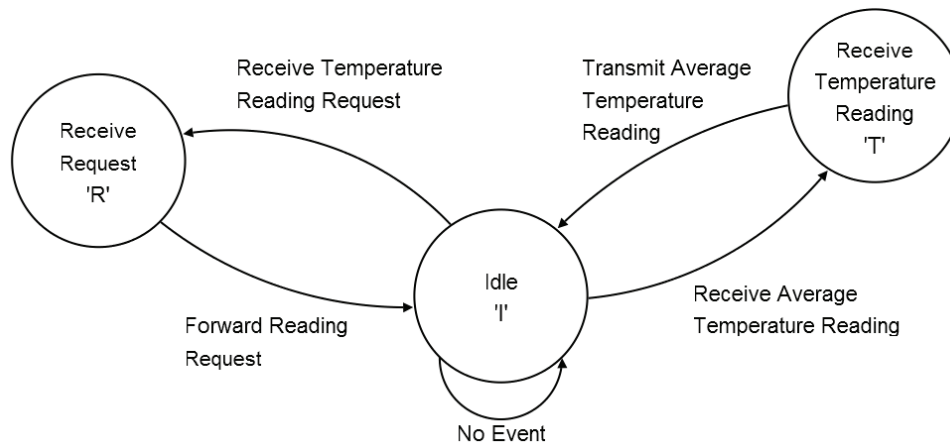 Receive
Request
'R'
Receive Temperature
Reading Request
Transmit Average
Temperature
Reading
Receive
Temperature
Reading
'T'
Idle
'I'
Forward Reading
Request
Receive Average
Temperature Reading
No Event